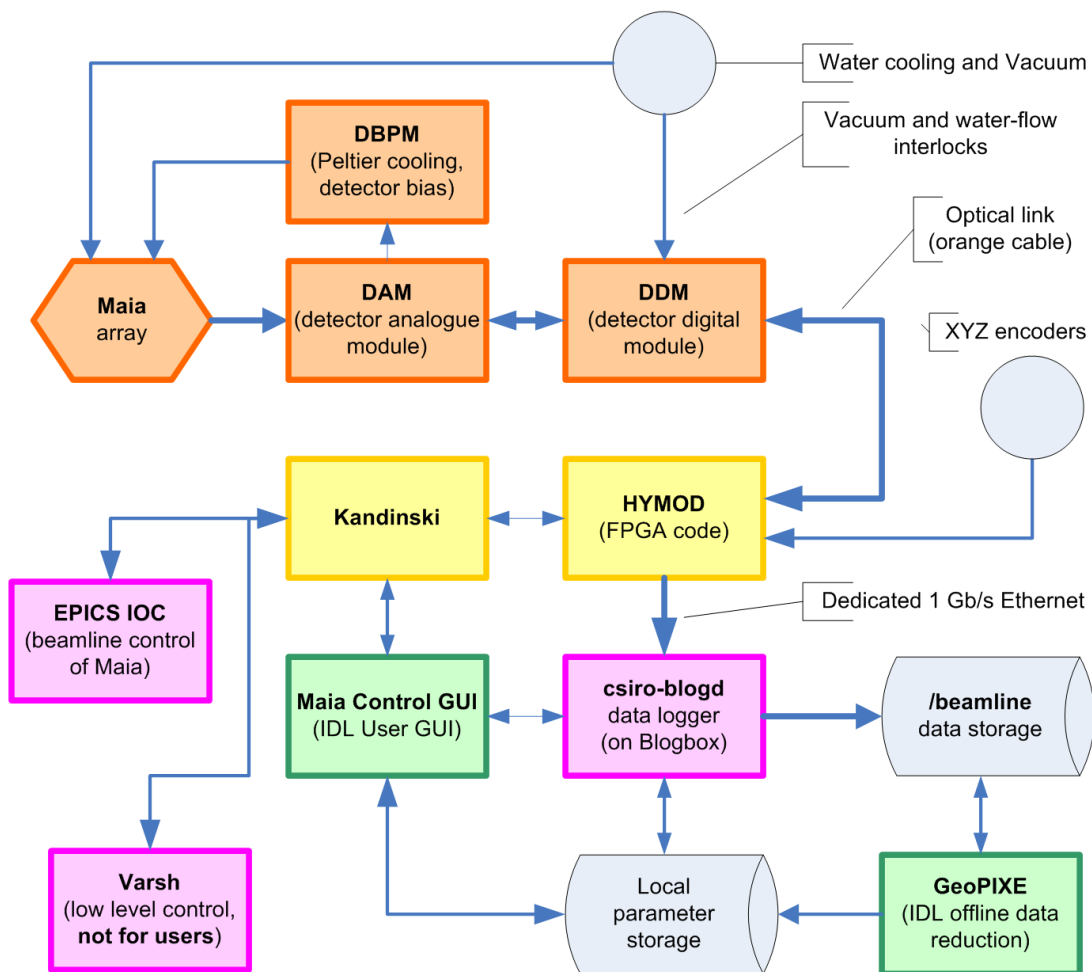 Water cooling and Vacuum
DBPM
(Peltier cooling,
detector bias)
Vacuum and water-flow
interlocks
Optical link
(orange cable)
Maia
array
DAM
(detector analogue
module)
DDM
(detector digital
module)
XYZ encoders
Kandinski
HYMOD
(FPGA code)
EPICS IOC
(beamline control
of Maia)
Dedicated 1 Gb/s Ethernet
Maia Control GUI
(IDL User GUI)
csiro-blogd
data logger
(on Blogbox)
/beamline
data storage
Varsh
(low level control,
not for users)
Local
parameter
storage
GeoPIXE
(IDL offline data
reduction)